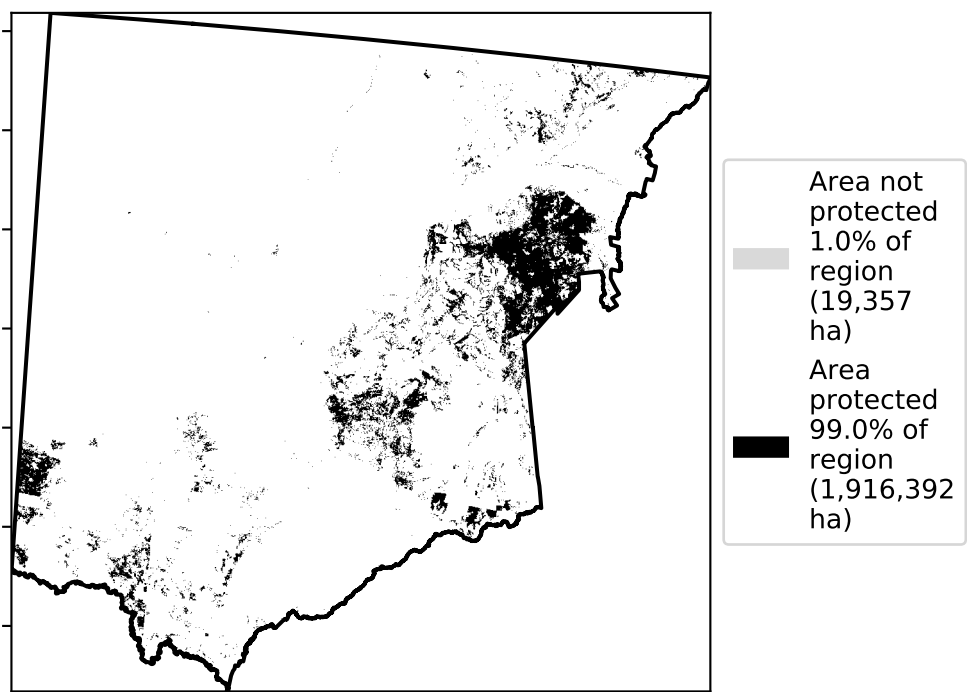 Area not
protected
1.0% of
region
(19,357
ha)
Area
protected
99.0% of
region
(1,916,392
ha)